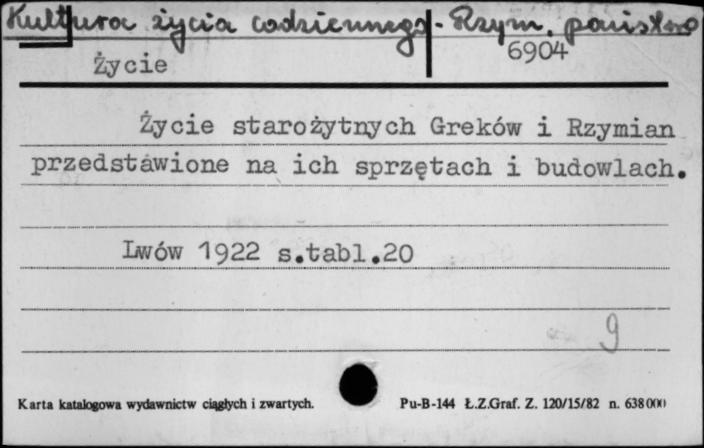 Kultura życia codziennego - Rzym, państwo
6904
Życie
Życie starożytnych Greków i Rzymian
przedstawione na ich sprzętach i budowlach.
Lwów 1922 s.tabl.20
9
Karta katalogowa wydawnictw ciągłych i zwartych. Pu-B-144 Ł.Z.Graf. Z. 120/15/82 n. 638000